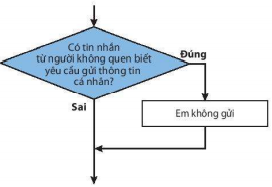 Có tin nhắn
từ người không quen biết
yêu cầu gửi thông tin
cá nhân?
Đúng
Sai
Em không gửi